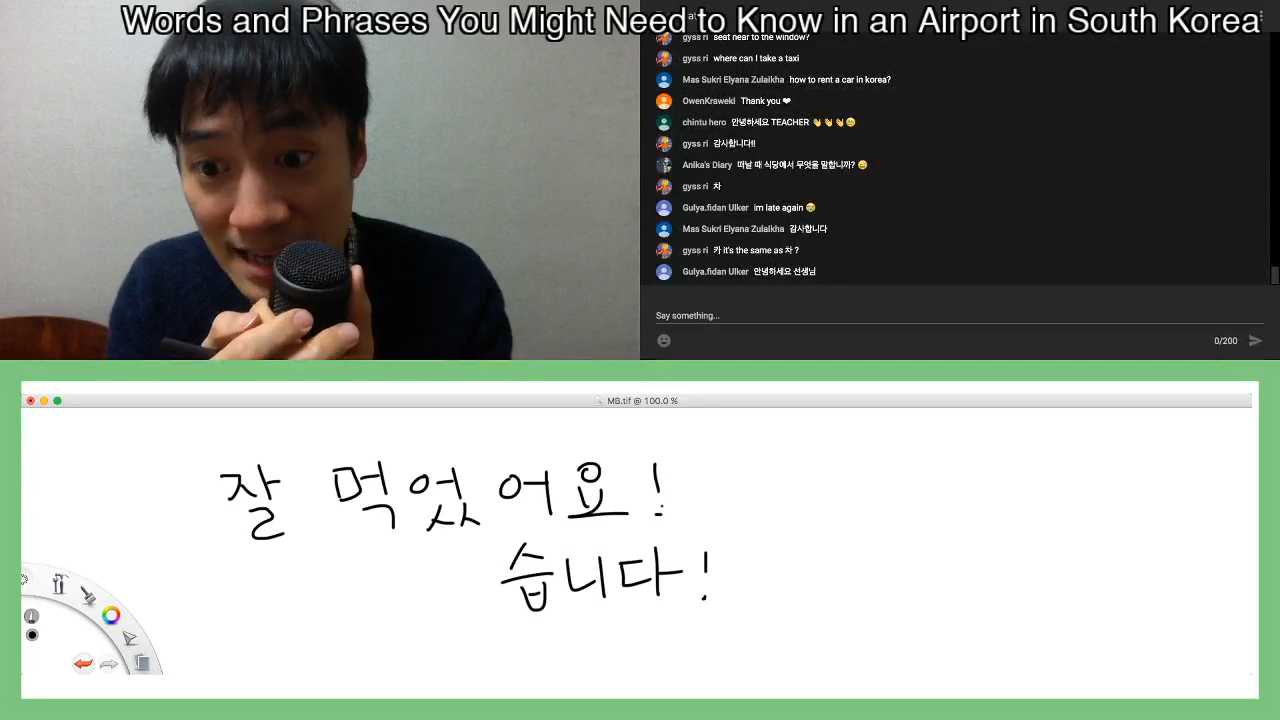 Words and Phrases You Might Need to Know in an Airport in South Korea
gyss ri seat near to the window?
gyss ri where can I take a taxi
Mas Sukri Elyana Zulaikha how to rent a car in korea?
OwenKraweki Thank you ❤
chintu hero 안녕하세요 TEACHER 👋👋👋😊
gyss ri 감사합니다!!
Anika's Diary 떠날 때 식당에서 무엇을 말합니까? 😄
gyss ri 차
Gulya.fidan Ulker im late again 😢
Mas Sukri Elyana Zulaikha 감사합니다
gyss ri 카 it's the same as 차 ?
Gulya.fidan Ulker 안녕하세요 선생님
Say something...
0/200
MB.tif @ 100.0 %
잘 먹었어요!
습니다!